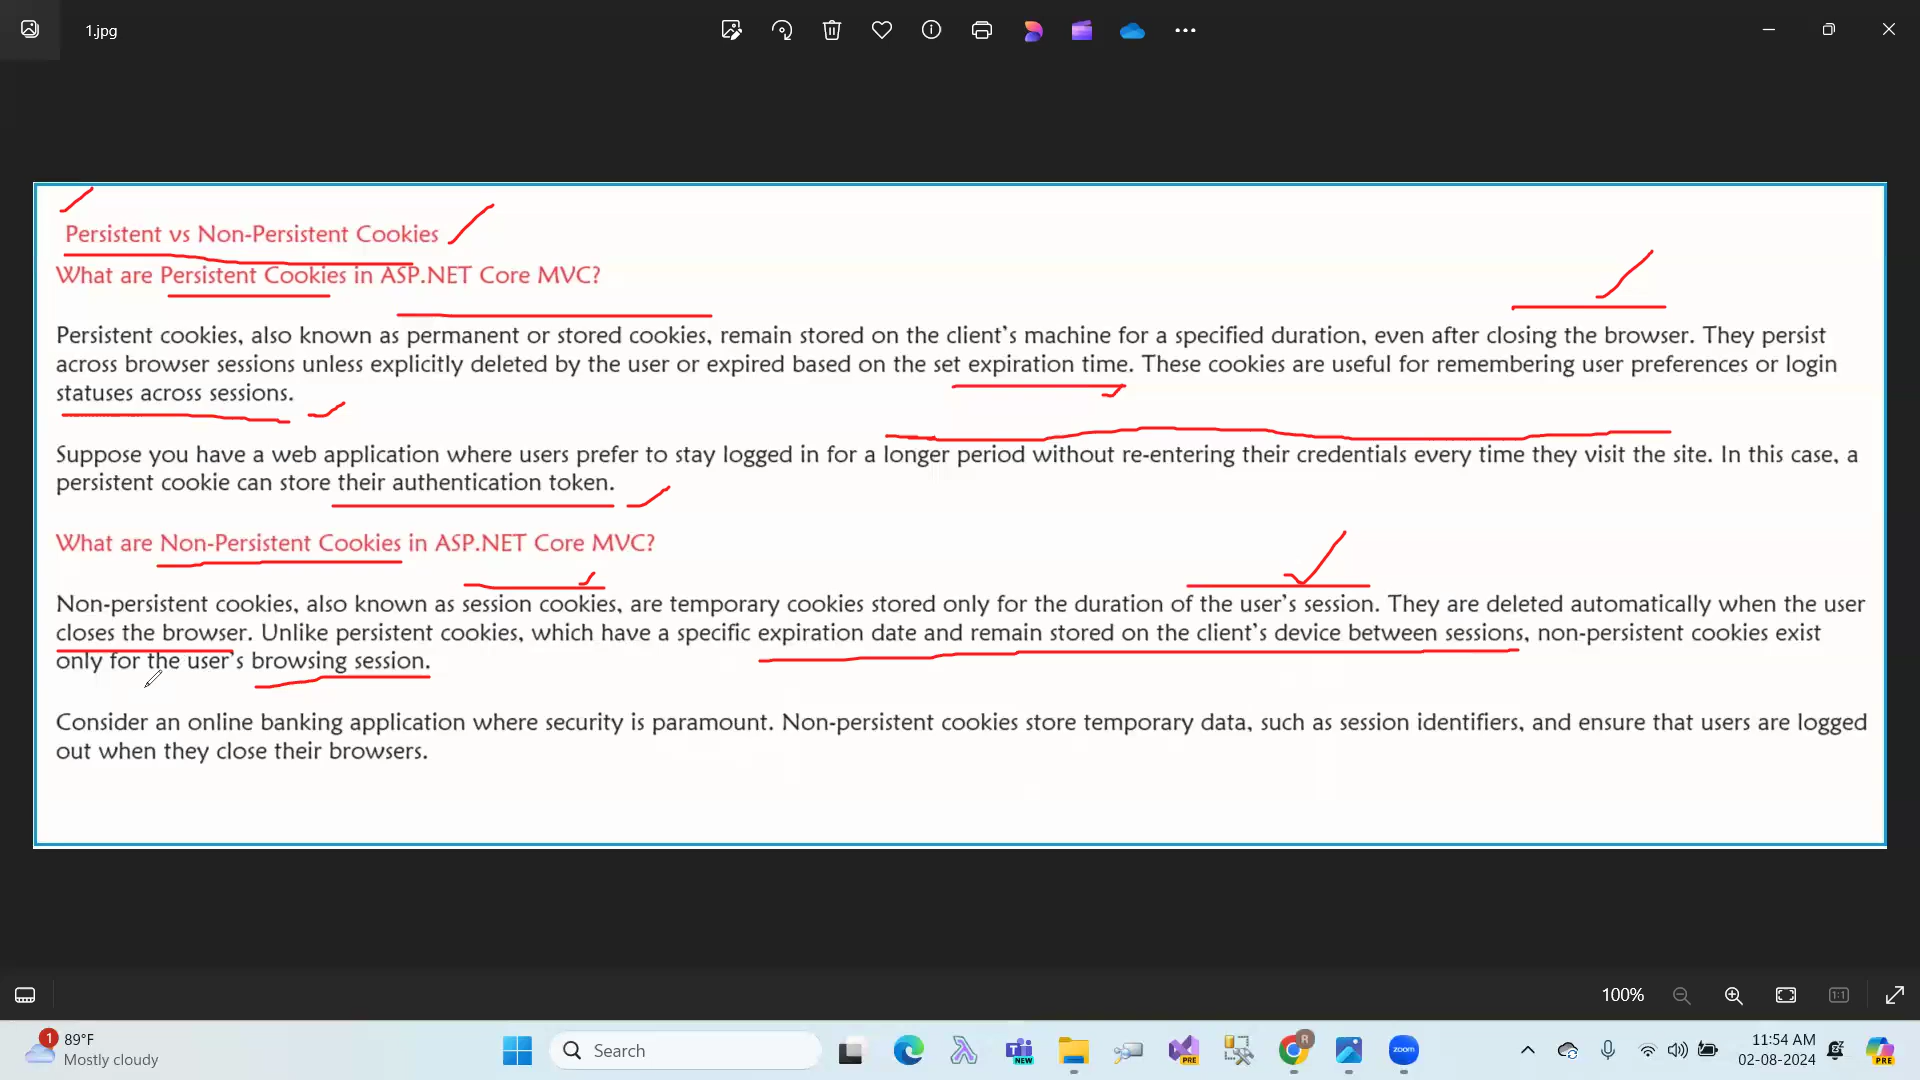 1.jpg
Persistent vs Non-Persistent Cookies
What are Persistent Cookies in ASP.NET Core MVC?
Persistent cookies, also known as permanent or stored cookies, remain stored on the client's machine for a specified duration, even after closing the browser. They persist
across browser sessions unless explicitly deleted by the user or expired based on the set expiration time. These cookies are useful for remembering user preferences or login
statuses across sessions.
Suppose you have a web application where users prefer to stay logged in for a longer period without re-entering their credentials every time they visit the site. In this case, a
persistent cookie can store their authentication token.
What are Non-Persistent Cookies in ASP.NET Core MVC?
Non-persistent cookies, also known as session cookies, are temporary cookies stored only for the duration of the user's session. They are deleted automatically when the user
closes the browser. Unlike persistent cookies, which have a specific expiration date and remain stored on the client's device between sessions, non-persistent cookies exist
only for the user's browsing session.
Consider an online banking application where security is paramount. Non-persistent cookies store temporary data, such as session identifiers, and ensure that users are logged
out when they close their browsers.
100%
1:1
1
89°F
Mostly cloudy
Search
NEW
PRE
R
zoom
11:54 AM
02-08-2024
PRE